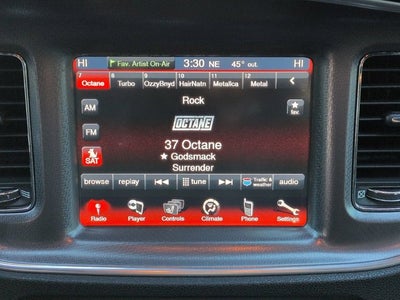 HI Fav. Artist On-Air 3:30 NE 45° out. HI
7 8 9 10 11 12
Octane Turbo OzzyBnyd HairNatn Metallica Metal
Rock
AM
fav.
OCTANE
FM
37 Octane
Godsmack
SAT
Surrender
browse replay tune Traffic & weather audio
Radio Player Controls Climate Phone Settings